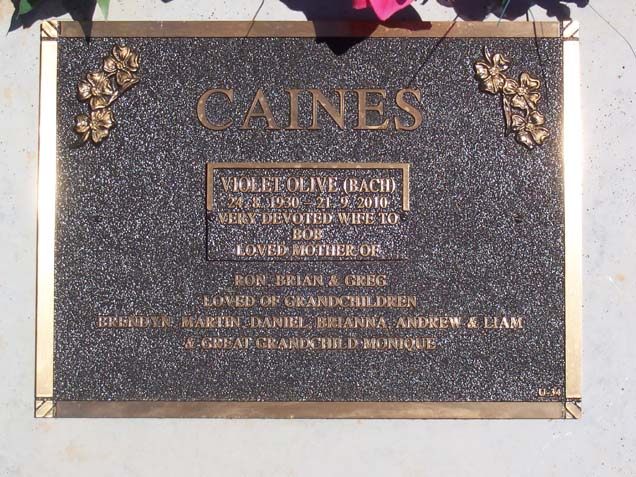 CAINES
VIOLET OLIVE (BACH)
24. 8. 1930 - 21. 9. 2010
VERY DEVOTED WIFE TO
BOB
LOVED MOTHER OF
RON, BRIAN & GREG
LOVED OF GRANDCHILDREN
BRENDYN, MARTIN, DANIEL, BRIANNA, ANDREW & LIAM
& GREAT GRANDCHILD MONIQUE
U-34